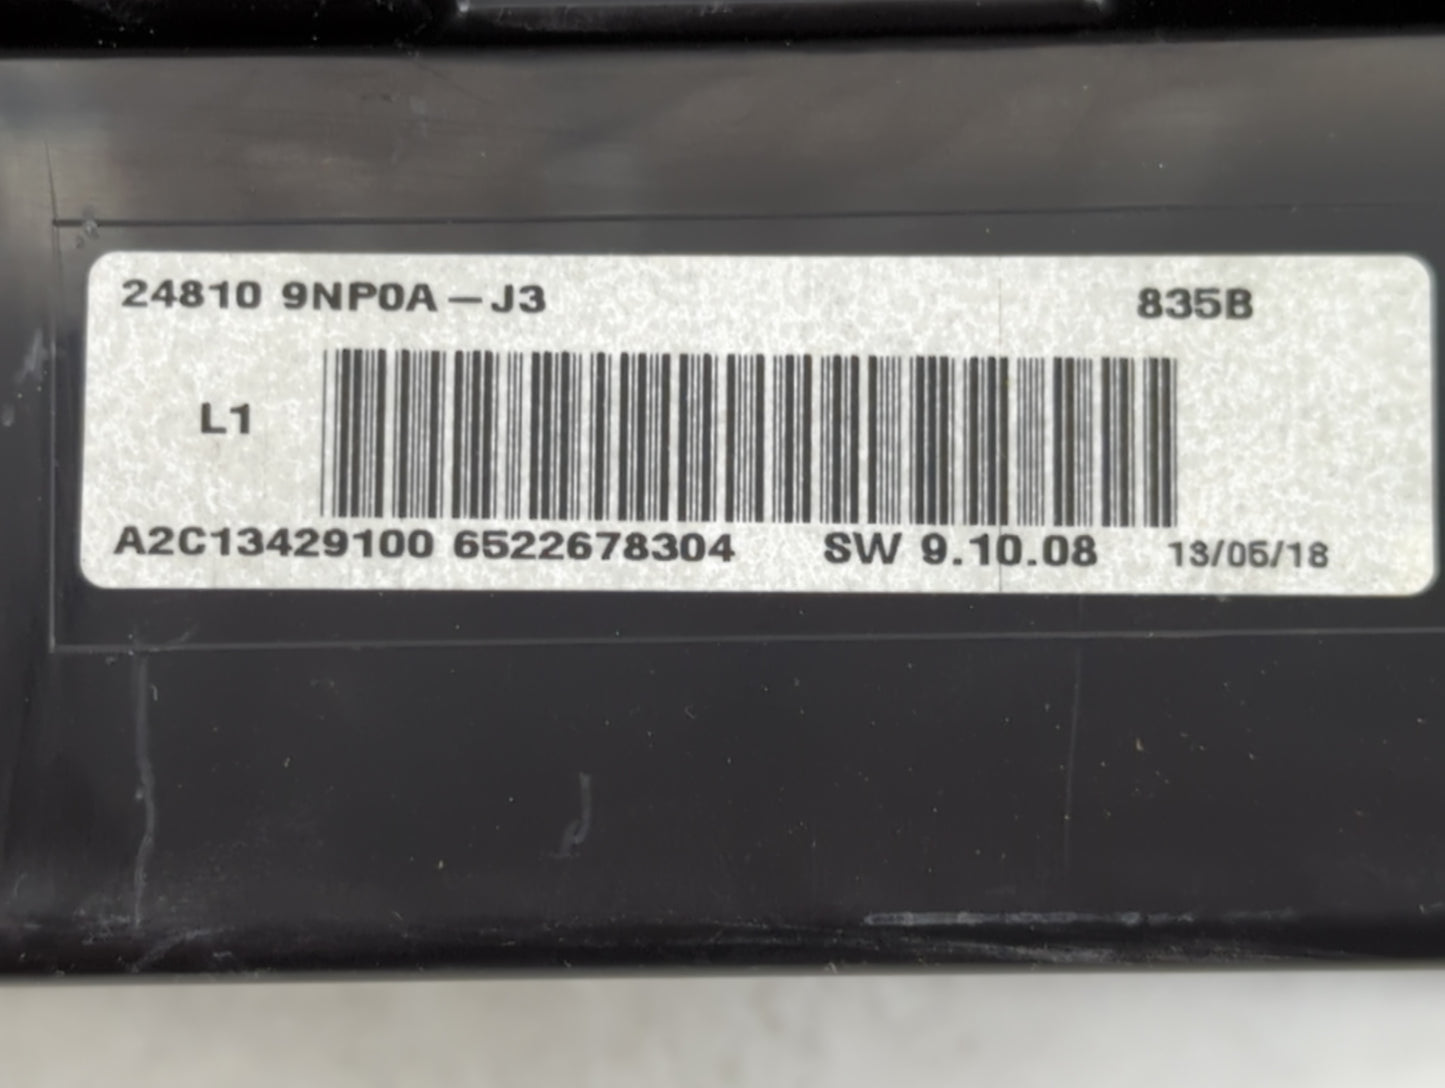 24810 9NP0A – J3 835B
L1
A2C13429100 6522678304 SW 9.10.08 13/06/18